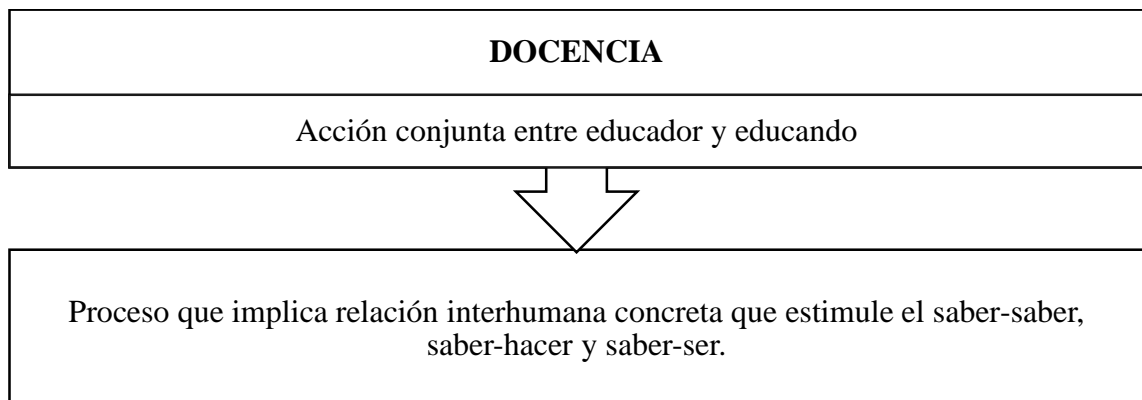 DOCENCIA
Acción conjunta entre educador y educando
Proceso que implica relación interhumana concreta que estimule el saber-saber,
saber-hacer y saber-ser.